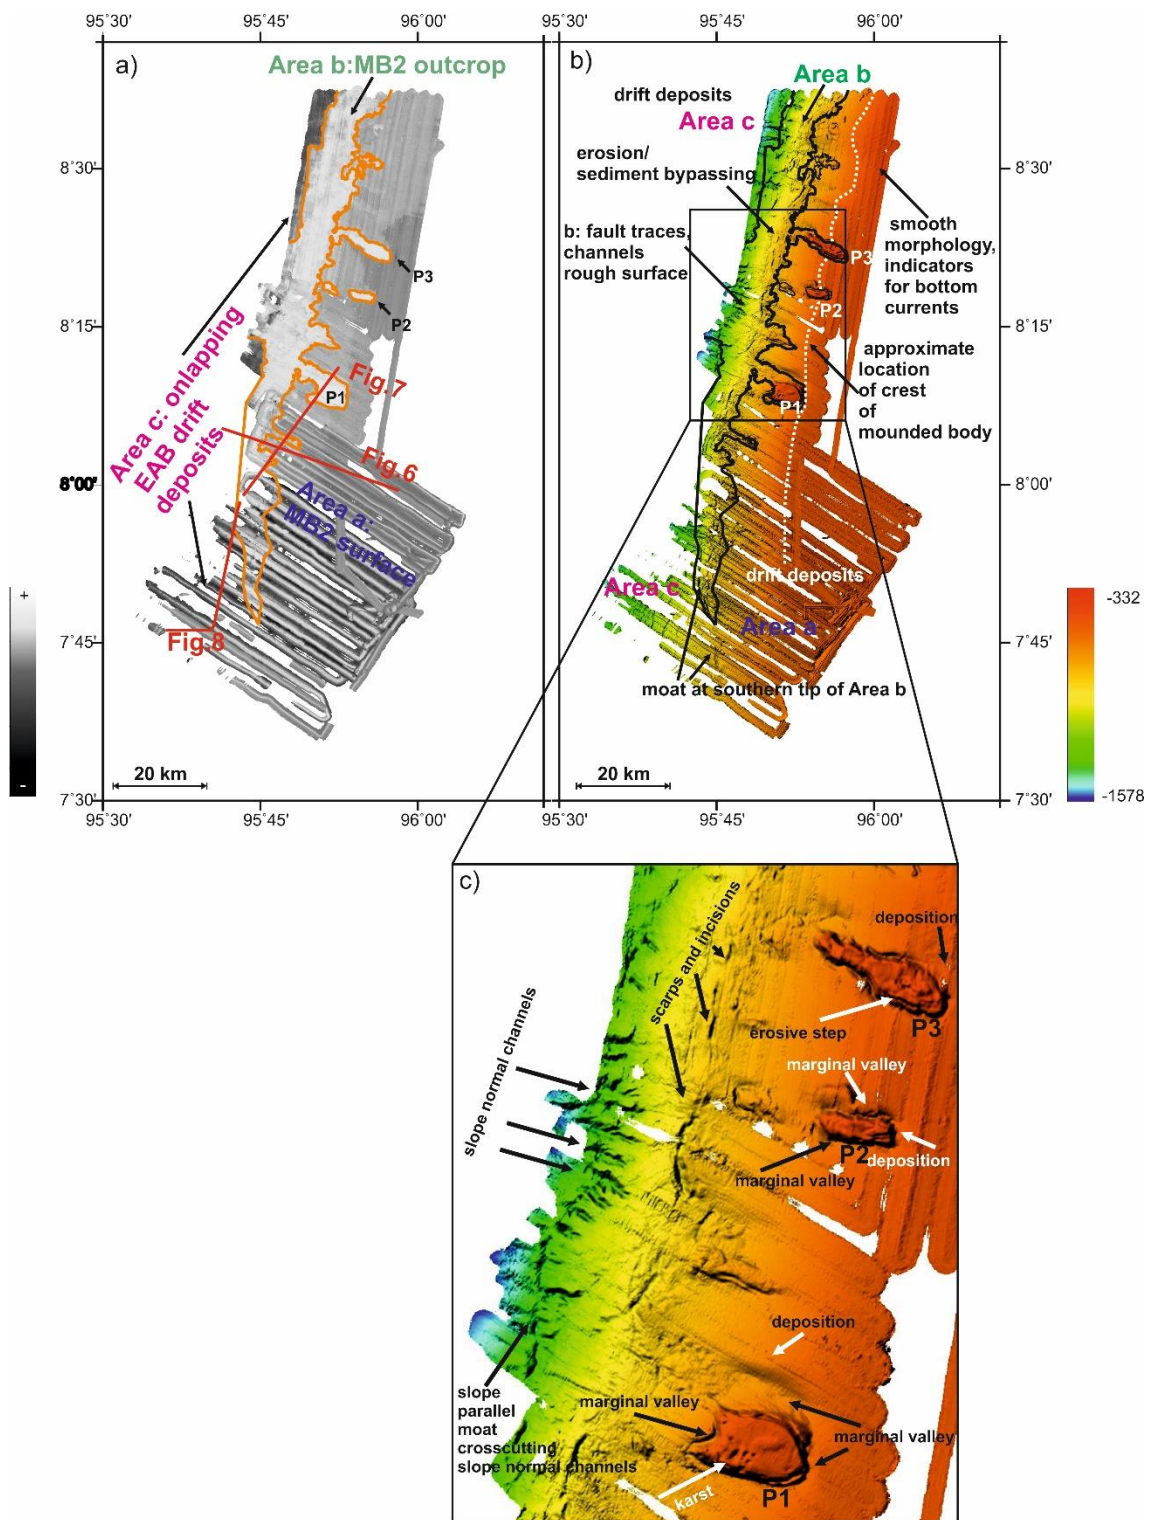 95˚30'
95˚45'
96˚00'
95˚30'
95˚45'
96˚00'
a)
Area b:MB2 outcrop
8˚30'
8˚15'
8˚00'
7˚45'
7˚30'
P3
P2
P1
Fig.7
Fig.6
Fig.8
Area c: onlapping
EAB drift
deposits
Area a:
MB2 surface
+
-
20 km
95˚30'
95˚45'
96˚00'
b)
Area b
drift deposits
Area c
erosion/
sediment bypassing
b: fault traces,
channels
rough surface
P3
P2
P1
smooth
morphology,
indicators
for bottom
currents
approximate
location
of crest
of
mounded body
drift deposits
Area c
Area a
moat at southern tip of Area b
20 km
8˚30'
8˚15'
8˚00'
7˚45'
7˚30'
95˚30'
95˚45'
96˚00'
-332
-1578
c)
deposition
scarps and incisions
slope normal channels
erosive step
P3
marginal valley
P2
deposition
marginal valley
deposition
slope
parallel
moat
crosscutting
slope normal channels
marginal valley
marginal valley
karst
P1